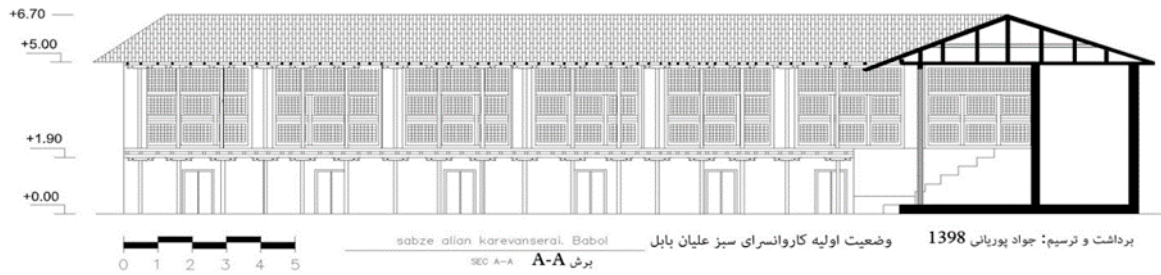 +6.70
+5.00
+1.90
+0.00
0 1 2 3 4 5
sabze alian karevanserai. Babol
SEC A-A
برش A-A
وضعیت اولیه کاروانسرای سبز علیان بابل
برداشت و ترسیم: جواد پوریانی 1398